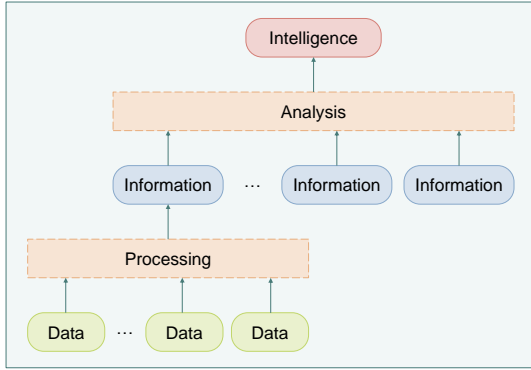 Intelligence
Analysis
Information ... Information Information
Processing
Data ... Data Data